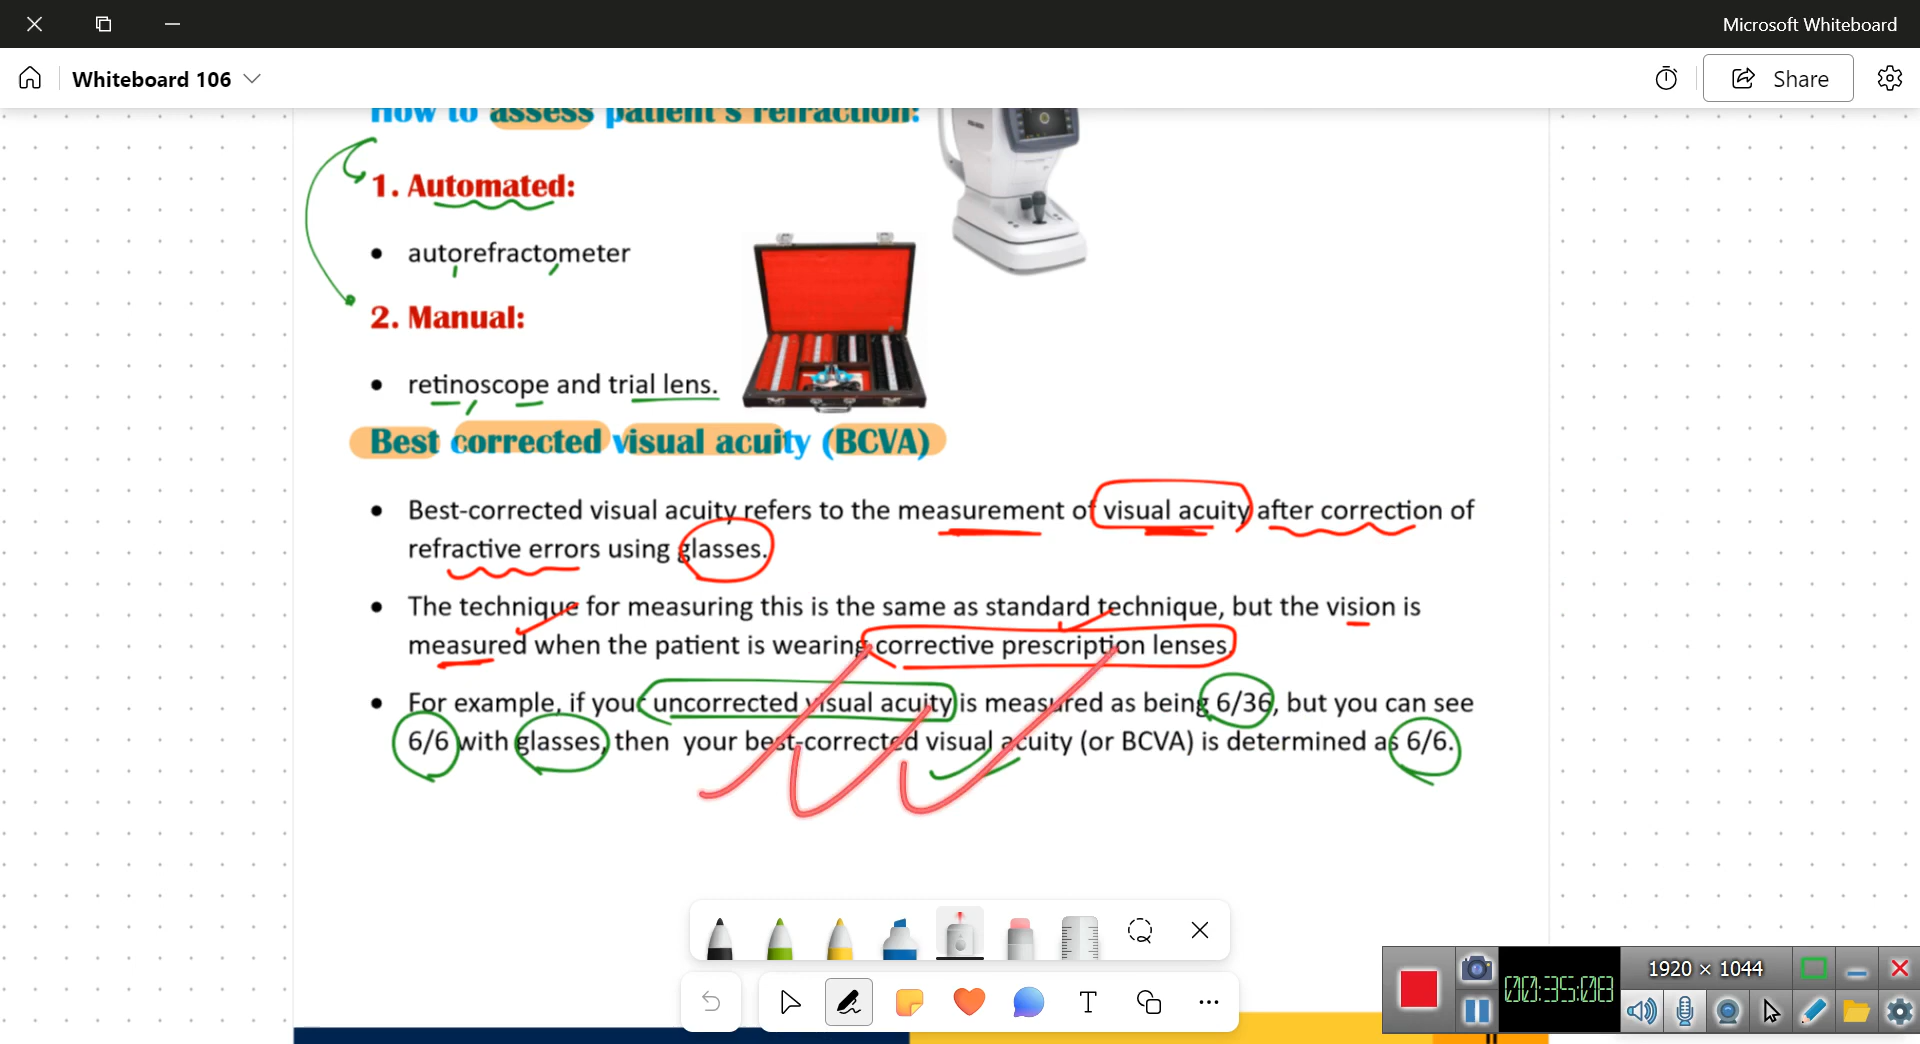 Microsoft Whiteboard
Whiteboard 106
Share
How to assess patient's refraction:
1. Automated:
• autorefractometer
2. Manual:
• retinoscope and trial lens.
Best corrected visual acuity (BCVA)
• Best-corrected visual acuity refers to the measurement of visual acuity after correction of
refractive errors using glasses.
• The technique for measuring this is the same as standard technique, but the vision is
measured when the patient is wearing corrective prescription lenses.
• For example, if your uncorrected visual acuity is measured as being 6/36, but you can see
6/6 with glasses, then your best-corrected visual acuity (or BCVA) is determined as 6/6.
1920 × 1044
00:35:08